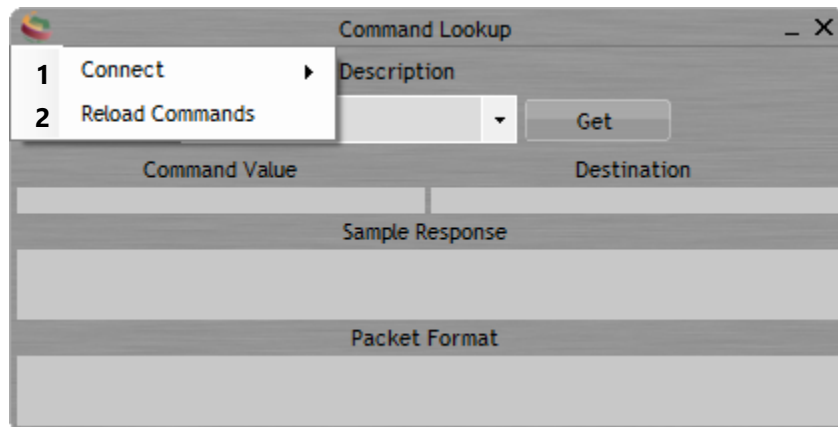 Command Lookup
1 Connect
Description
2 Reload Commands
Get
Command Value Destination
Sample Response
Packet Format